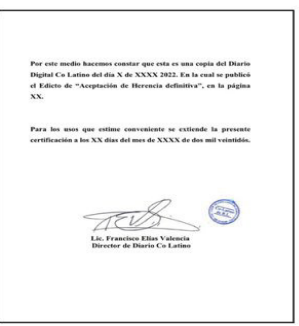 Por este medio hacemos constar que esta es una copia del Diario
Digital Co Latino del día X de XXXX 2022. En la cual se publicó
el Edicto de “Aceptación de Herencia definitiva”, en la página
XX.
Para los usos que estime conveniente se extiende la presente
certificación a los XX días del mes de XXXX de dos mil veintidós.
Lic. Francisco Elías Valencia
Director de Diario Co Latino